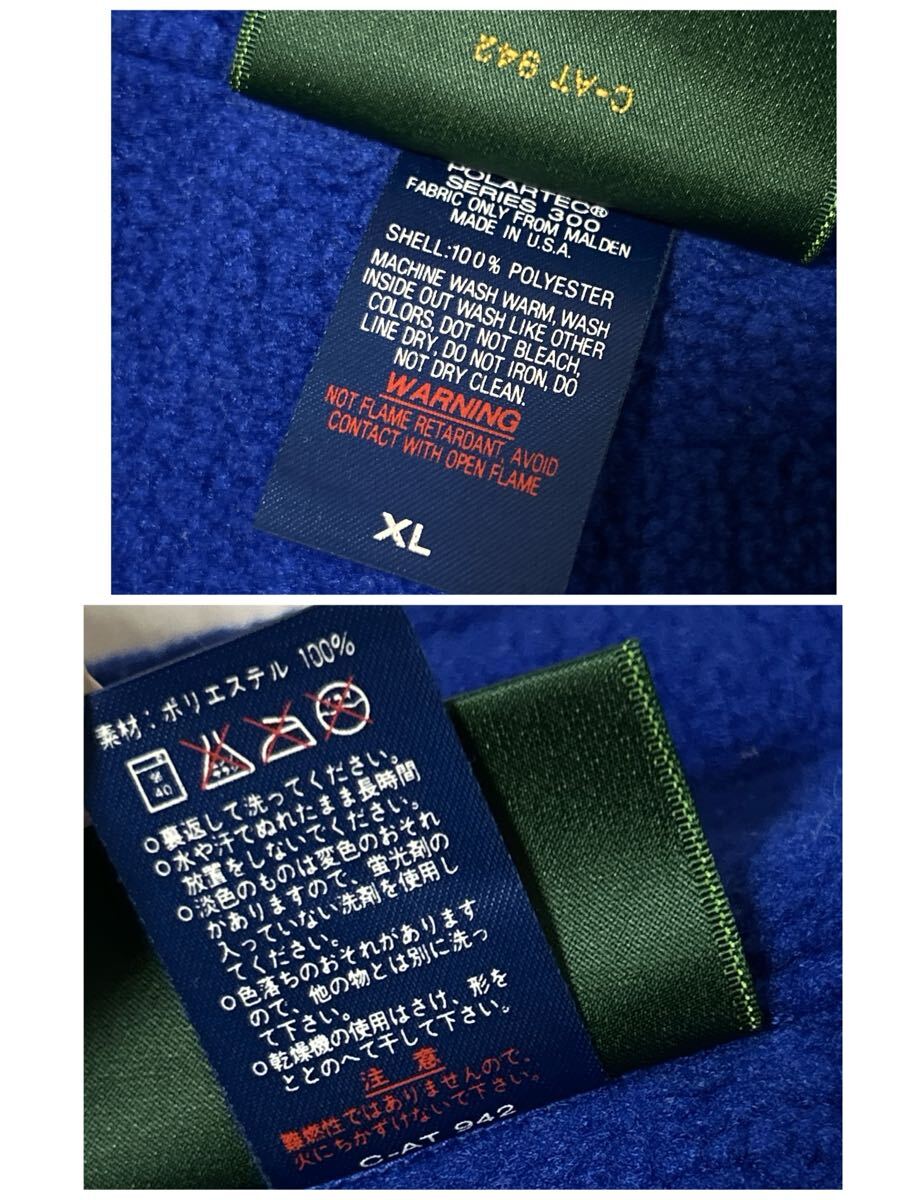 C-AT 942
POLARTEC®
SERIES 300
FABRIC ONLY FROM MALDEN
MADE IN U.S.A.
SHELL:100% POLYESTER
MACHINE WASH WARM, WASH
INSIDE OUT WASH LIKE OTHER
COLORS, DOT NOT BLEACH,
LINE DRY, DO NOT IRON, DO
NOT DRY CLEAN.
WARNING
NOT FLAME RETARDANT, AVOID
CONTACT WITH OPEN FLAME
XL
素材:ポリエステル 100%
40
○裏返して洗ってください。
○水や汗でぬれたまま長時間
放置をしないでください。
○淡色のものは変色のおそれ
がありますので、蛍光剤の
入っていない洗剤を使用し
てください。
○色落ちのおそれがあります
ので、他の物とは別に洗っ
て下さい。
○乾燥機の使用はさけ、形を
ととのへて干して下さい。
注 意
難燃性ではありませんので、
火にちかずけないで下さい。
C-AT 942